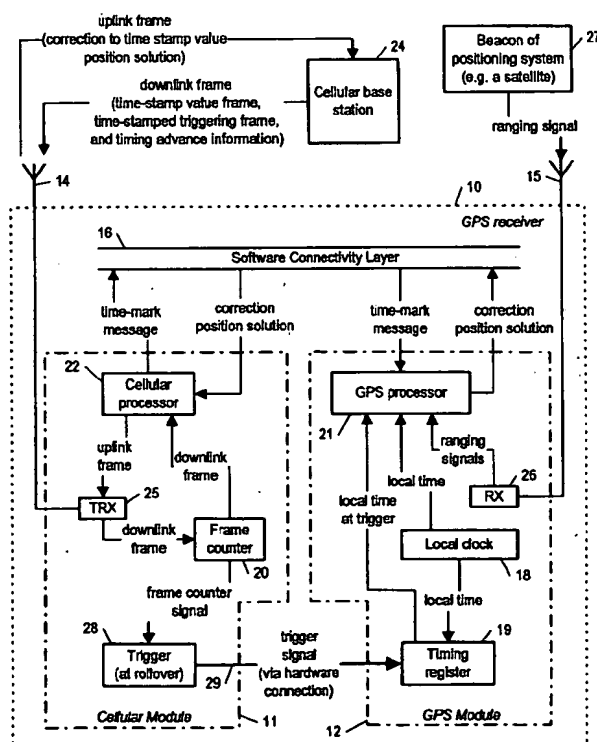 uplink frame
(correction to time stamp value
position solution)
24
Beacon of
positioning system
(e.g. a satellite)
27
downlink frame
(time-stamp value frame,
time-stamped triggering frame,
and timing advance information)
Cellular base
station
ranging signal
14
10
15
GPS receiver
16
Software Connectivity Layer
time-mark
message
correction
position solution
time-mark
message
correction
position solution
22
Cellular
processor
GPS processor
21
uplink
frame
downlink
frame
ranging
signals
26
RX
TRX
25
local time
at trigger
local
time
downlink
frame
Frame
counter
20
Local clock
18
frame counter
signal
local time
28
19
Trigger
(at rollover)
29
trigger
signal
(via hardware
connection)
Timing
register
Cellular Module
11
12
GPS Module